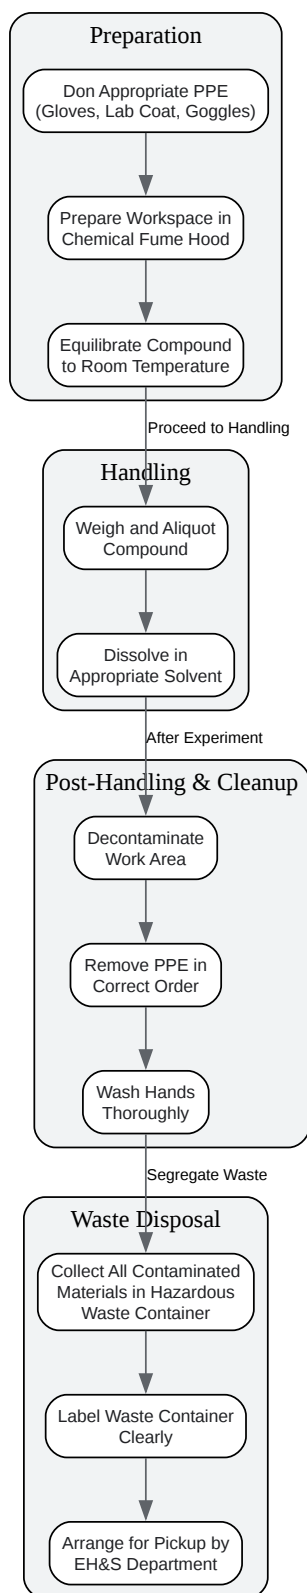 Preparation
Don Appropriate PPE
(Gloves, Lab Coat, Goggles)
Prepare Workspace in
Chemical Fume Hood
Equilibrate Compound
to Room Temperature
Proceed to Handling
Handling
Weigh and Aliquot
Compound
Dissolve in
Appropriate Solvent
After Experiment
Post-Handling & Cleanup
Decontaminate
Work Area
Remove PPE in
Correct Order
Wash Hands
Thoroughly
Segregate Waste
Waste Disposal
Collect All Contaminated
Materials in Hazardous
Waste Container
Label Waste Container
Clearly
Arrange for Pickup by
EH&S Department